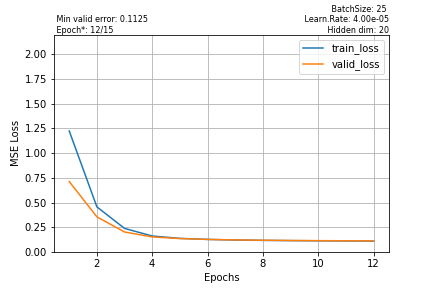 BatchSize: 25
Min valid error: 0.1125
Learn.Rate: 4.00e-05
Epoch*: 12/15
Hidden dim: 20
train_loss
valid_loss
2.00
1.75
1.50
1.25
1.00
0.75
0.50
0.25
0.00
MSE Loss
2
4
6
8
10
12
Epochs